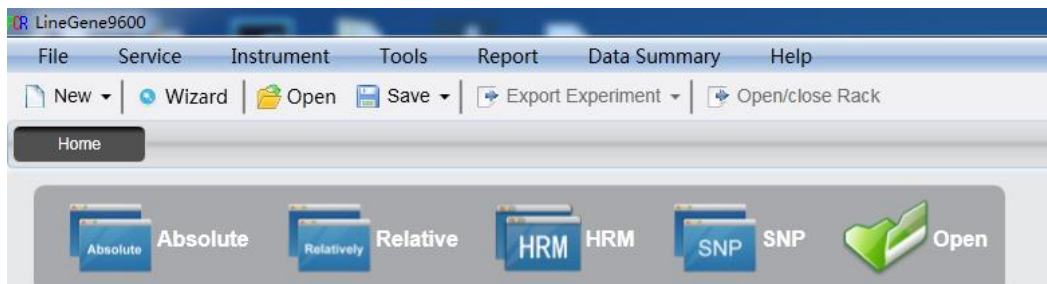 CR LineGene9600
File Service Instrument Tools Report Data Summary Help
New Wizard Open Save Export Experiment Open/close Rack
Home
Absolute Absolute Relatively Relative HRM HRM SNP SNP Open